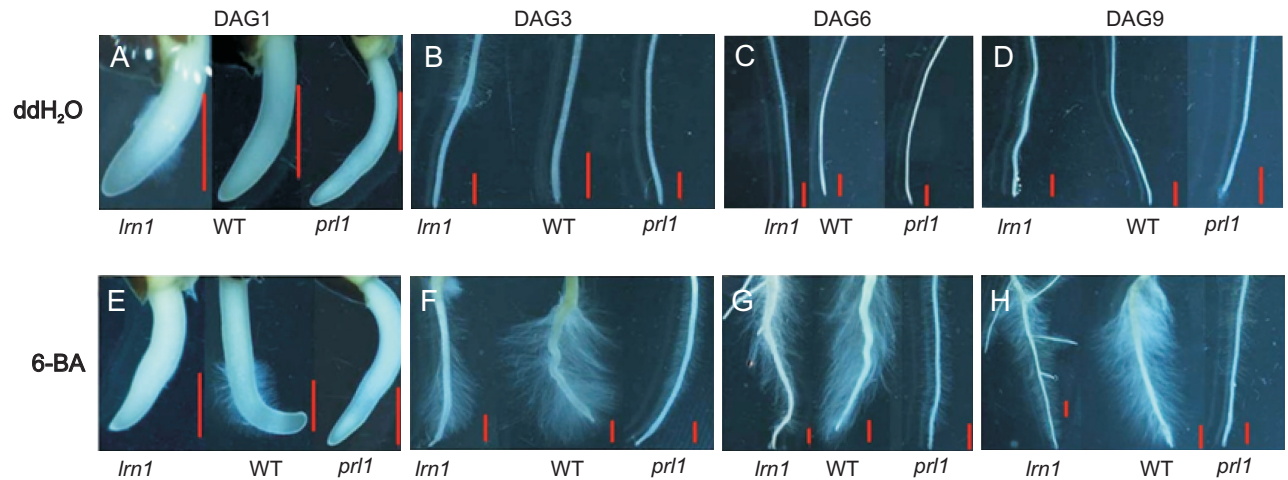 DAG1 DAG3 DAG6 DAG9
ddH₂O
A B C D
lrn1 WT prl1 lrn1 WT prl1 lrn1 WT prl1 lrn1 WT prl1
6-BA
E F G H
lrn1 WT prl1 lrn1 WT prl1 lrn1 WT prl1 lrn1 WT prl1